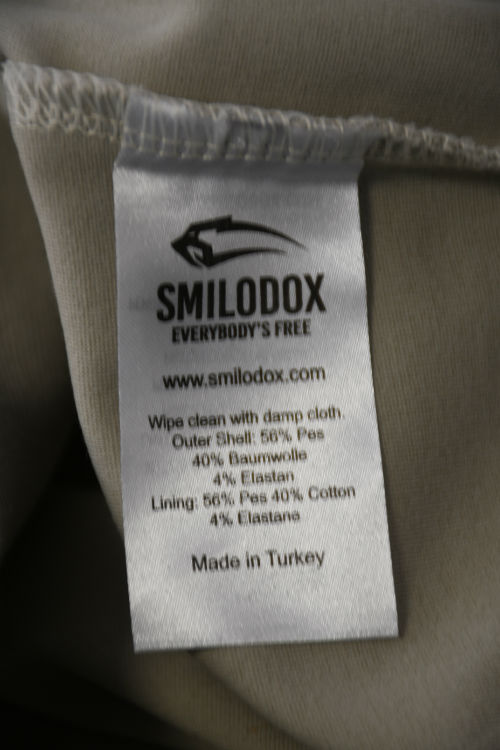 SMILODOX
EVERYBODY'S FREE
www.smilodox.com
Wipe clean with damp cloth.
Outer Shell: 56% Pes
40% Baumwolle
4% Elastan
Lining: 56% Pes 40% Cotton
4% Elastane
Made in Turkey